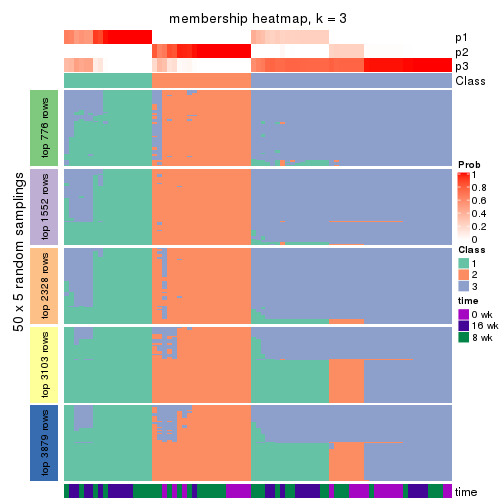 membership heatmap, k = 3
p1
p2
p3
Class
50 x 5 random samplings
top 776 rows
top 1552 rows
top 2328 rows
top 3103 rows
top 3879 rows
time
Prob
1
0.8
0.6
0.4
0.2
0
Class
1
2
3
time
0 wk
16 wk
8 wk